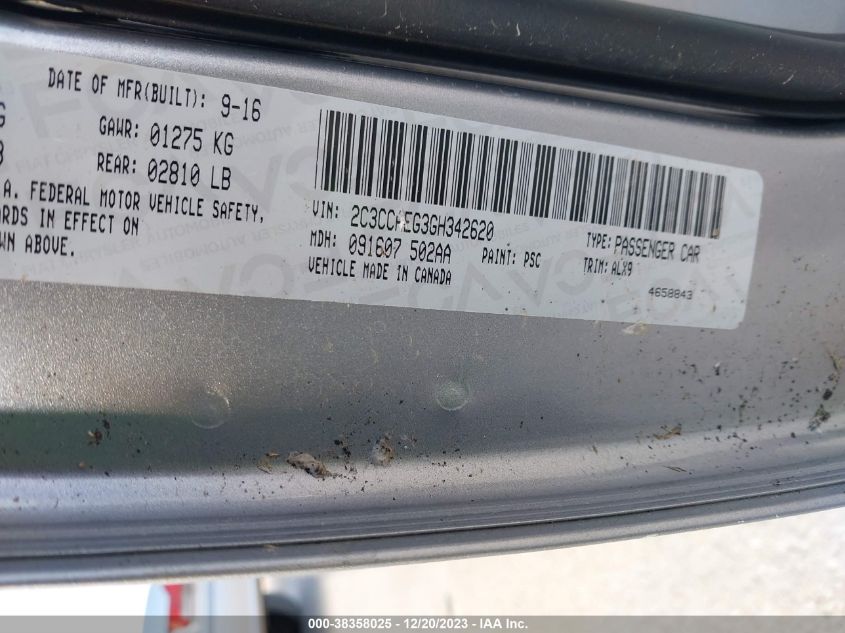 DATE OF MFR(BUILT): 9-16
G GAWR: 01275 KG
REAR: 02810 LB
A. FEDERAL MOTOR VEHICLE SAFETY,
ARDS IN EFFECT ON
WN ABOVE.
VIN: 2C3CCAEG3GH342620
TYPE: PASSENGER CAR
MDH: 091607 502AA PAINT: PSC TRIM: ALX9
VEHICLE MADE IN CANADA
4658843
000-38358025 - 12/20/2023 - IAA Inc.